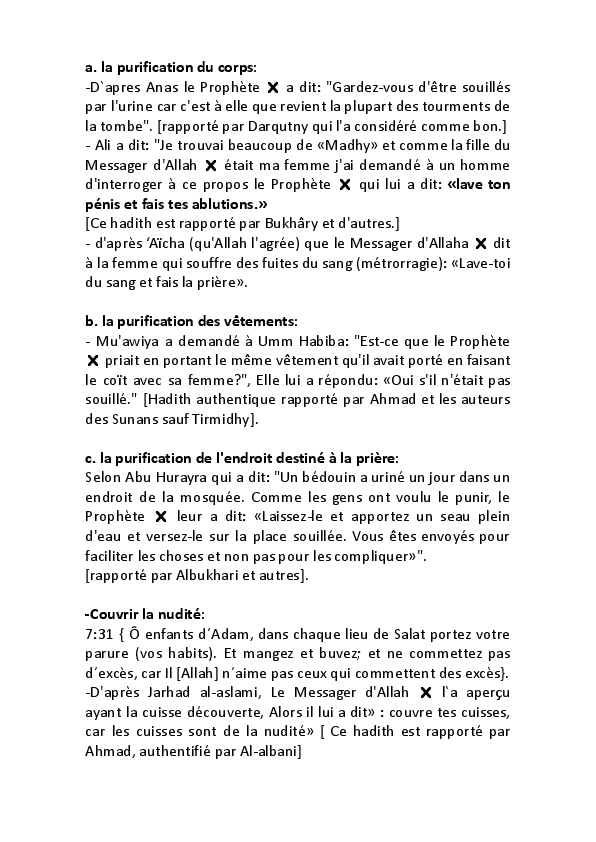 a. la purification du corps:
-D`apres Anas le Prophète ✖ a dit: "Gardez-vous d'être souillés
par l'urine car c'est à elle que revient la plupart des tourments de
la tombe". [rapporté par Darqutny qui l'a considéré comme bon.]
- Ali a dit: "Je trouvai beaucoup de «Madhy» et comme la fille du
Messager d'Allah ✖ était ma femme j'ai demandé à un homme
d'interroger à ce propos le Prophète ✖ qui lui a dit: «lave ton
pénis et fais tes ablutions.»
[Ce hadith est rapporté par Bukhâry et d'autres.]
- d'après ‘Aïcha (qu'Allah l'agrée) que le Messager d'Allaha ✖ dit
à la femme qui souffre des fuites du sang (métrorragie): «Lave-toi
du sang et fais la prière».
b. la purification des vêtements:
- Mu'awiya a demandé à Umm Habiba: "Est-ce que le Prophète
✖ priait en portant le même vêtement qu'il avait porté en faisant
le coït avec sa femme?", Elle lui a répondu: «Oui s'il n'était pas
souillé." [Hadith authentique rapporté par Ahmad et les auteurs
des Sunans sauf Tirmidhy].
c. la purification de l'endroit destiné à la prière:
Selon Abu Hurayra qui a dit: "Un bédouin a uriné un jour dans un
endroit de la mosquée. Comme les gens ont voulu le punir, le
Prophète ✖ leur a dit: «Laissez-le et apportez un seau plein
d'eau et versez-le sur la place souillée. Vous êtes envoyés pour
faciliter les choses et non pas pour les compliquer»".
[rapporté par Albukhari et autres].
-Couvrir la nudité:
7:31 { Ô enfants d´Adam, dans chaque lieu de Salat portez votre
parure (vos habits). Et mangez et buvez; et ne commettez pas
d´excès, car Il [Allah] n´aime pas ceux qui commettent des excès}.
-D'après Jarhad al-aslami, Le Messager d'Allah ✖ l`a aperçu
ayant la cuisse découverte, Alors il lui a dit» : couvre tes cuisses,
car les cuisses sont de la nudité» [ Ce hadith est rapporté par
Ahmad, authentifié par Al-albani]